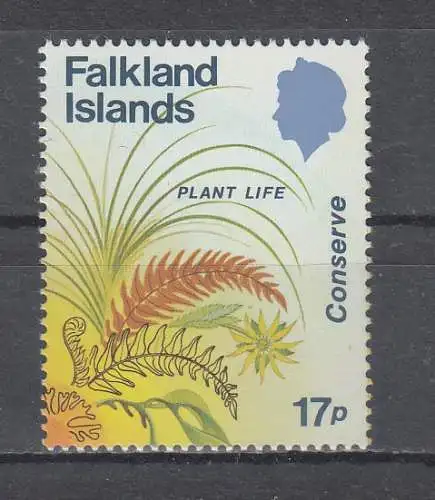 Falkland
Islands
PLANT LIFE
Conserve
17p